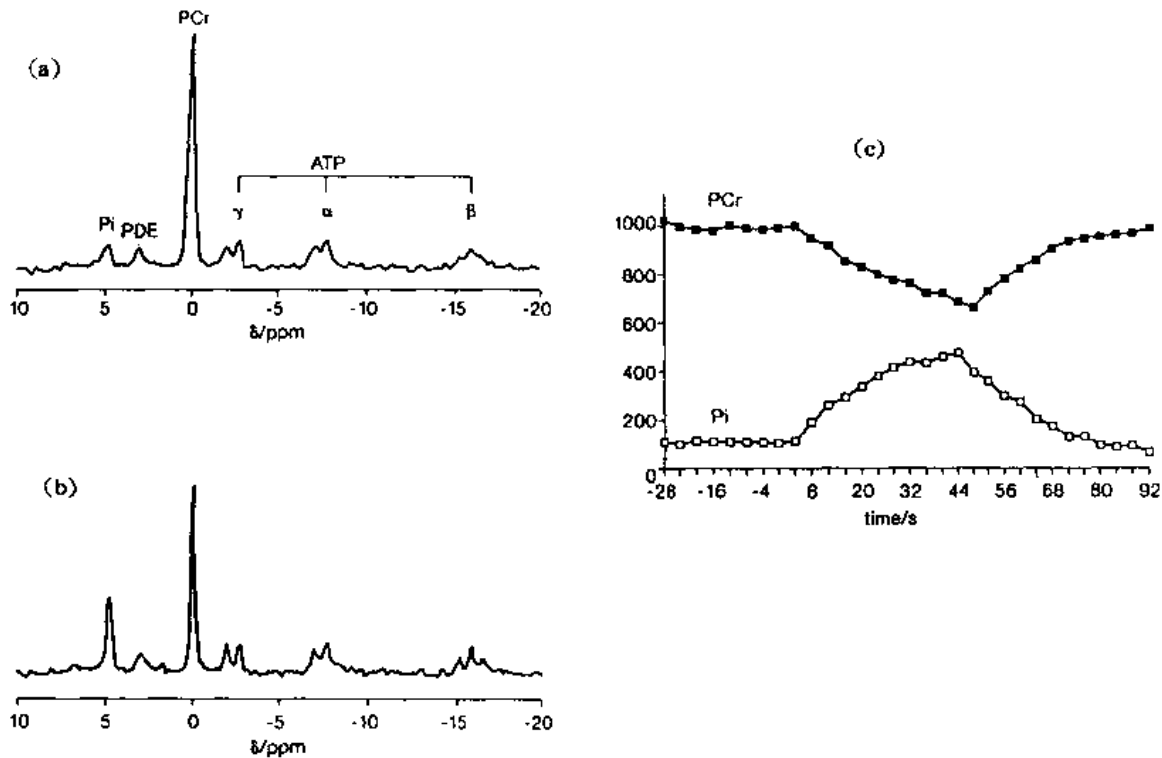 (a)
PCr
ATP
γ α β
Pi PDE
10 5 0 -5 -10 -15 -20
δ/ppm
(b)
10 5 0 -5 -10 -15 -20
δ/ppm
(c)
1000
800
600
400
200
0
PCr
Pi
-28 -16 -4 8 20 32 44 56 68 80 92
time/s